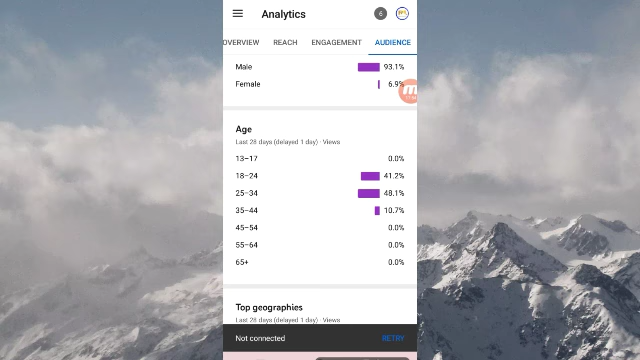 Analytics
6
OVERVIEW REACH ENGAGEMENT AUDIENCE
Male 93.1%
Female 6.9%
Age
Last 28 days (delayed 1 day) · Views
13–17 0.0%
18–24 41.2%
25–34 48.1%
35–44 10.7%
45–54 0.0%
55–64 0.0%
65+ 0.0%
Top geographies
Last 28 days (delayed 1 day) · Views
Not connected RETRY